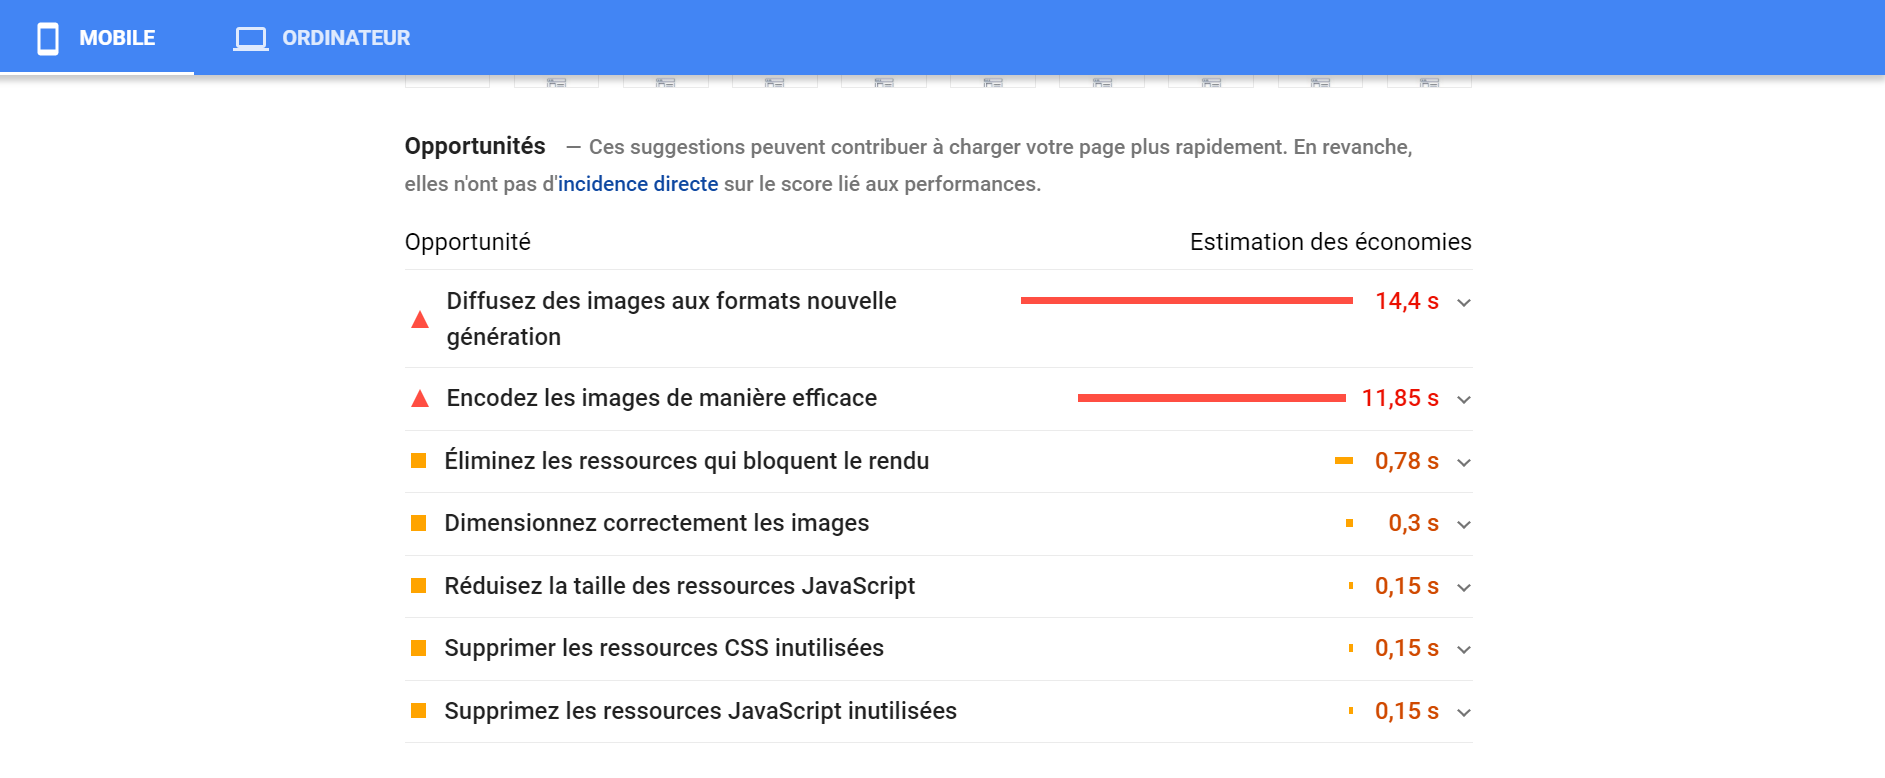 MOBILE
ORDINATEUR
Opportunités — Ces suggestions peuvent contribuer à charger votre page plus rapidement. En revanche,
elles n'ont pas d'incidence directe sur le score lié aux performances.
Opportunité
Estimation des économies
Diffusez des images aux formats nouvelle
génération
14,4 s
Encodez les images de manière efficace
11,85 s
Éliminez les ressources qui bloquent le rendu
0,78 s
Dimensionnez correctement les images
0,3 s
Réduisez la taille des ressources JavaScript
0,15 s
Supprimer les ressources CSS inutilisées
0,15 s
Supprimez les ressources JavaScript inutilisées
0,15 s